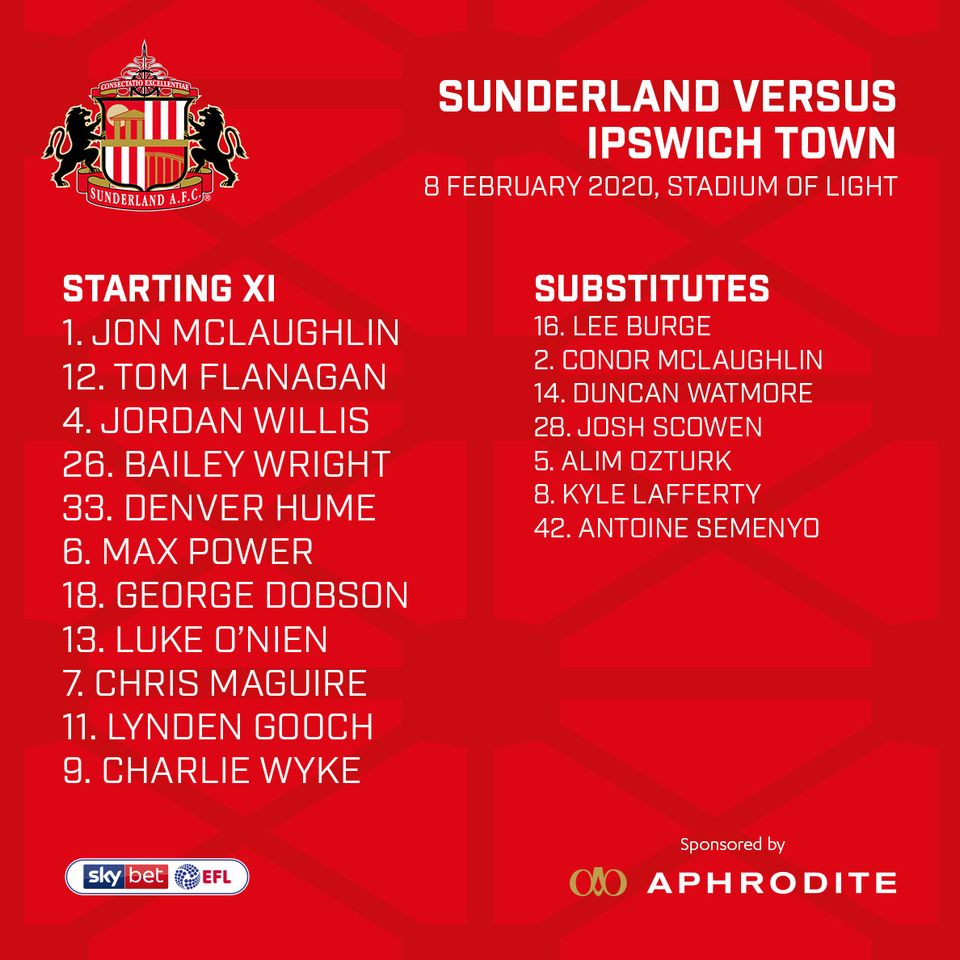 CONSECTATIO EXCELLENTIAE
SUNDERLAND A.F.C.
®
SUNDERLAND VERSUS
IPSWICH TOWN
8 FEBRUARY 2020, STADIUM OF LIGHT
STARTING XI
1. JON MCLAUGHLIN
12. TOM FLANAGAN
4. JORDAN WILLIS
26. BAILEY WRIGHT
33. DENVER HUME
6. MAX POWER
18. GEORGE DOBSON
13. LUKE O’NIEN
7. CHRIS MAGUIRE
11. LYNDEN GOOCH
9. CHARLIE WYKE
SUBSTITUTES
16. LEE BURGE
2. CONOR MCLAUGHLIN
14. DUNCAN WATMORE
28. JOSH SCOWEN
5. ALIM OZTURK
8. KYLE LAFFERTY
42. ANTOINE SEMENYO
sky bet EFL
Sponsored by
APHRODITE